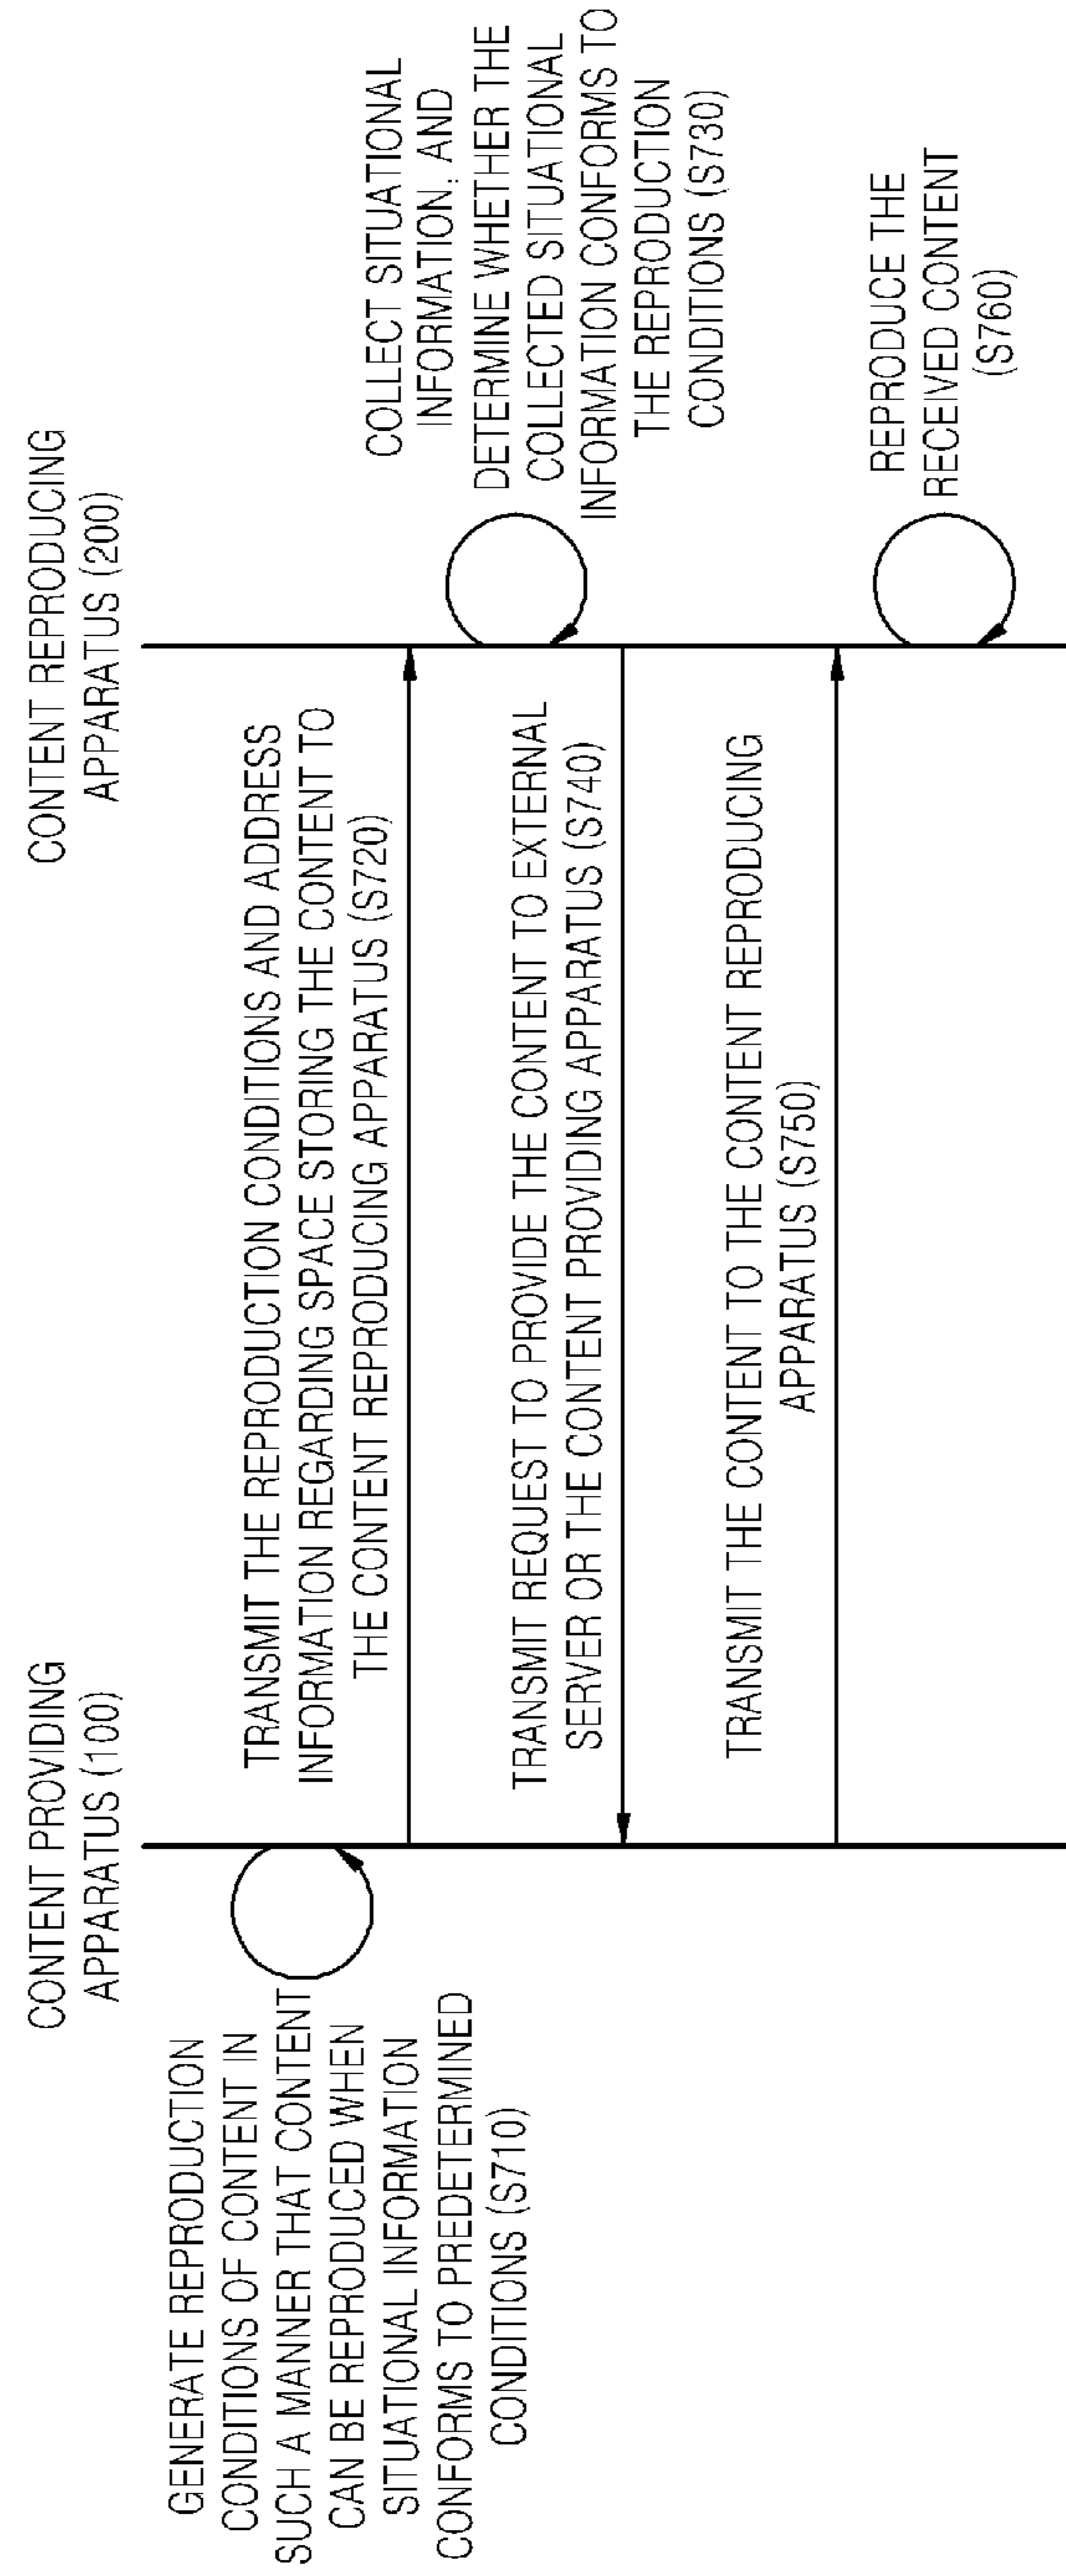 CONTENT PROVIDING
APPARATUS (100)
CONTENT REPRODUCING
APPARATUS (200)
GENERATE REPRODUCTION
CONDITIONS OF CONTENT IN
SUCH A MANNER THAT CONTENT
CAN BE REPRODUCED WHEN
SITUATIONAL INFORMATION
CONFORMS TO PREDETERMINED
CONDITIONS (S710)
TRANSMIT THE REPRODUCTION CONDITIONS AND ADDRESS
INFORMATION REGARDING SPACE STORING THE CONTENT TO
THE CONTENT REPRODUCING APPARATUS (S720)
COLLECT SITUATIONAL
INFORMATION, AND
DETERMINE WHETHER THE
COLLECTED SITUATIONAL
INFORMATION CONFORMS TO
THE REPRODUCTION
CONDITIONS (S730)
TRANSMIT REQUEST TO PROVIDE THE CONTENT TO EXTERNAL
SERVER OR THE CONTENT PROVIDING APPARATUS (S740)
TRANSMIT THE CONTENT TO THE CONTENT REPRODUCING
APPARATUS (S750)
REPRODUCE THE
RECEIVED CONTENT
(S760)